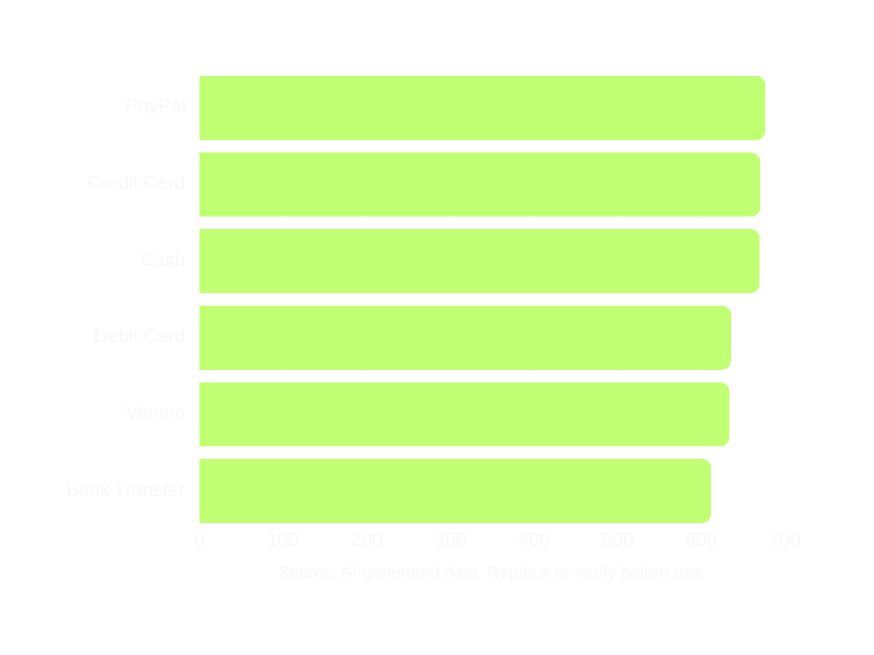 PayPal
Credit Card
Cash
Debit Card
Venmo
Bank Transfer
0 100 200 300 400 500 600 700
Source: AI-generated data. Replace or verify before use.